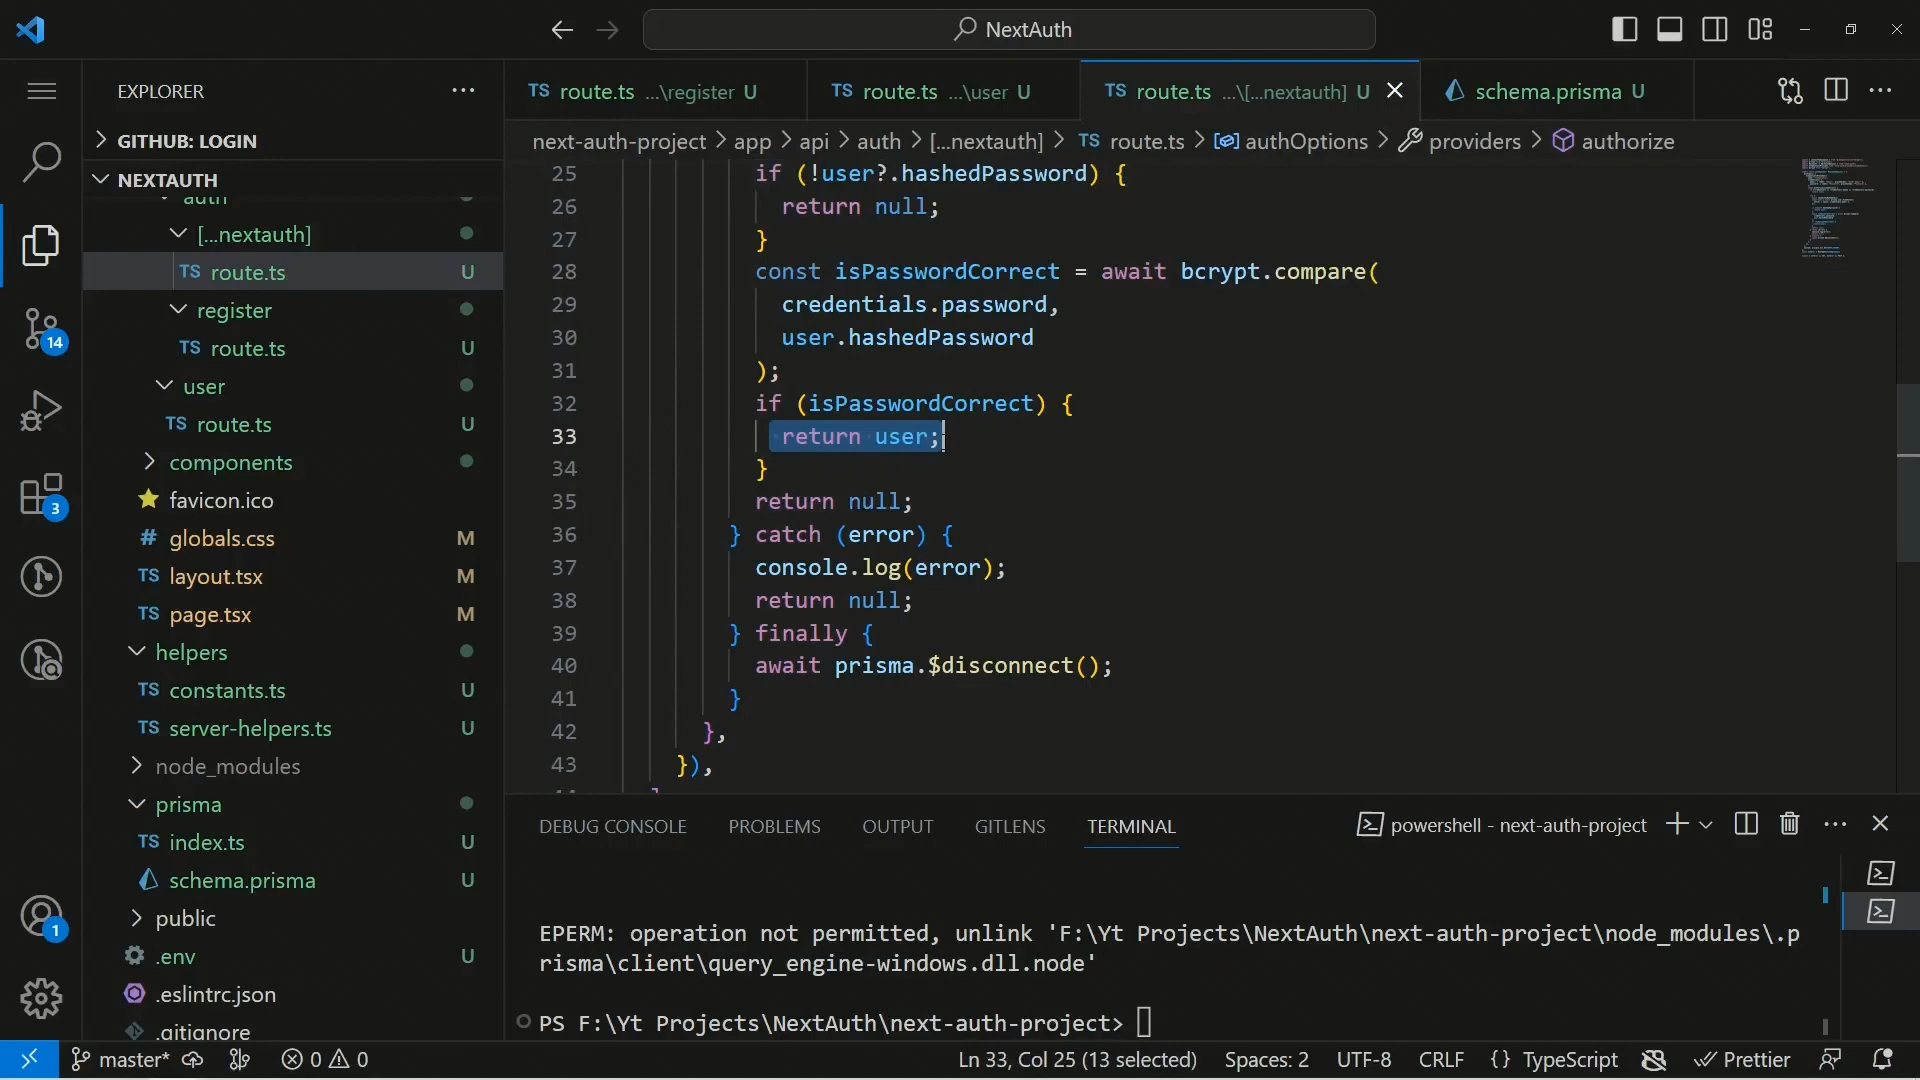 NextAuth
EXPLORER
GITHUB: LOGIN
NEXTAUTH
auth
[...nextauth]
TS route.ts U
register
TS route.ts U
user
TS route.ts U
components
favicon.ico
# globals.css M
TS layout.tsx M
TS page.tsx M
helpers
TS constants.ts U
TS server-helpers.ts U
node_modules
prisma
TS index.ts U
schema.prisma U
public
.env U
.eslintrc.json
.gitignore
14
3
1
TS route.ts ...\register U
TS route.ts ...\user U
TS route.ts ...\[...nextauth] U
schema.prisma U
next-auth-project > app > api > auth > [...nextauth] > TS route.ts > authOptions > providers > authorize
25 if (!user?.hashedPassword) {
26 return null;
27 }
28 const isPasswordCorrect = await bcrypt.compare(
29 credentials.password,
30 user.hashedPassword
31 );
32 if (isPasswordCorrect) {
33 return user;
34 }
35 return null;
36 } catch (error) {
37 console.log(error);
38 return null;
39 } finally {
40 await prisma.$disconnect();
41 }
42 },
43 }),
DEBUG CONSOLE PROBLEMS OUTPUT GITLENS TERMINAL
powershell - next-auth-project
EPERM: operation not permitted, unlink 'F:\Yt Projects\NextAuth\next-auth-project\node_modules\.p
risma\client\query_engine-windows.dll.node'
PS F:\Yt Projects\NextAuth\next-auth-project>
master* 0 0 Ln 33, Col 25 (13 selected) Spaces: 2 UTF-8 CRLF {} TypeScript Prettier